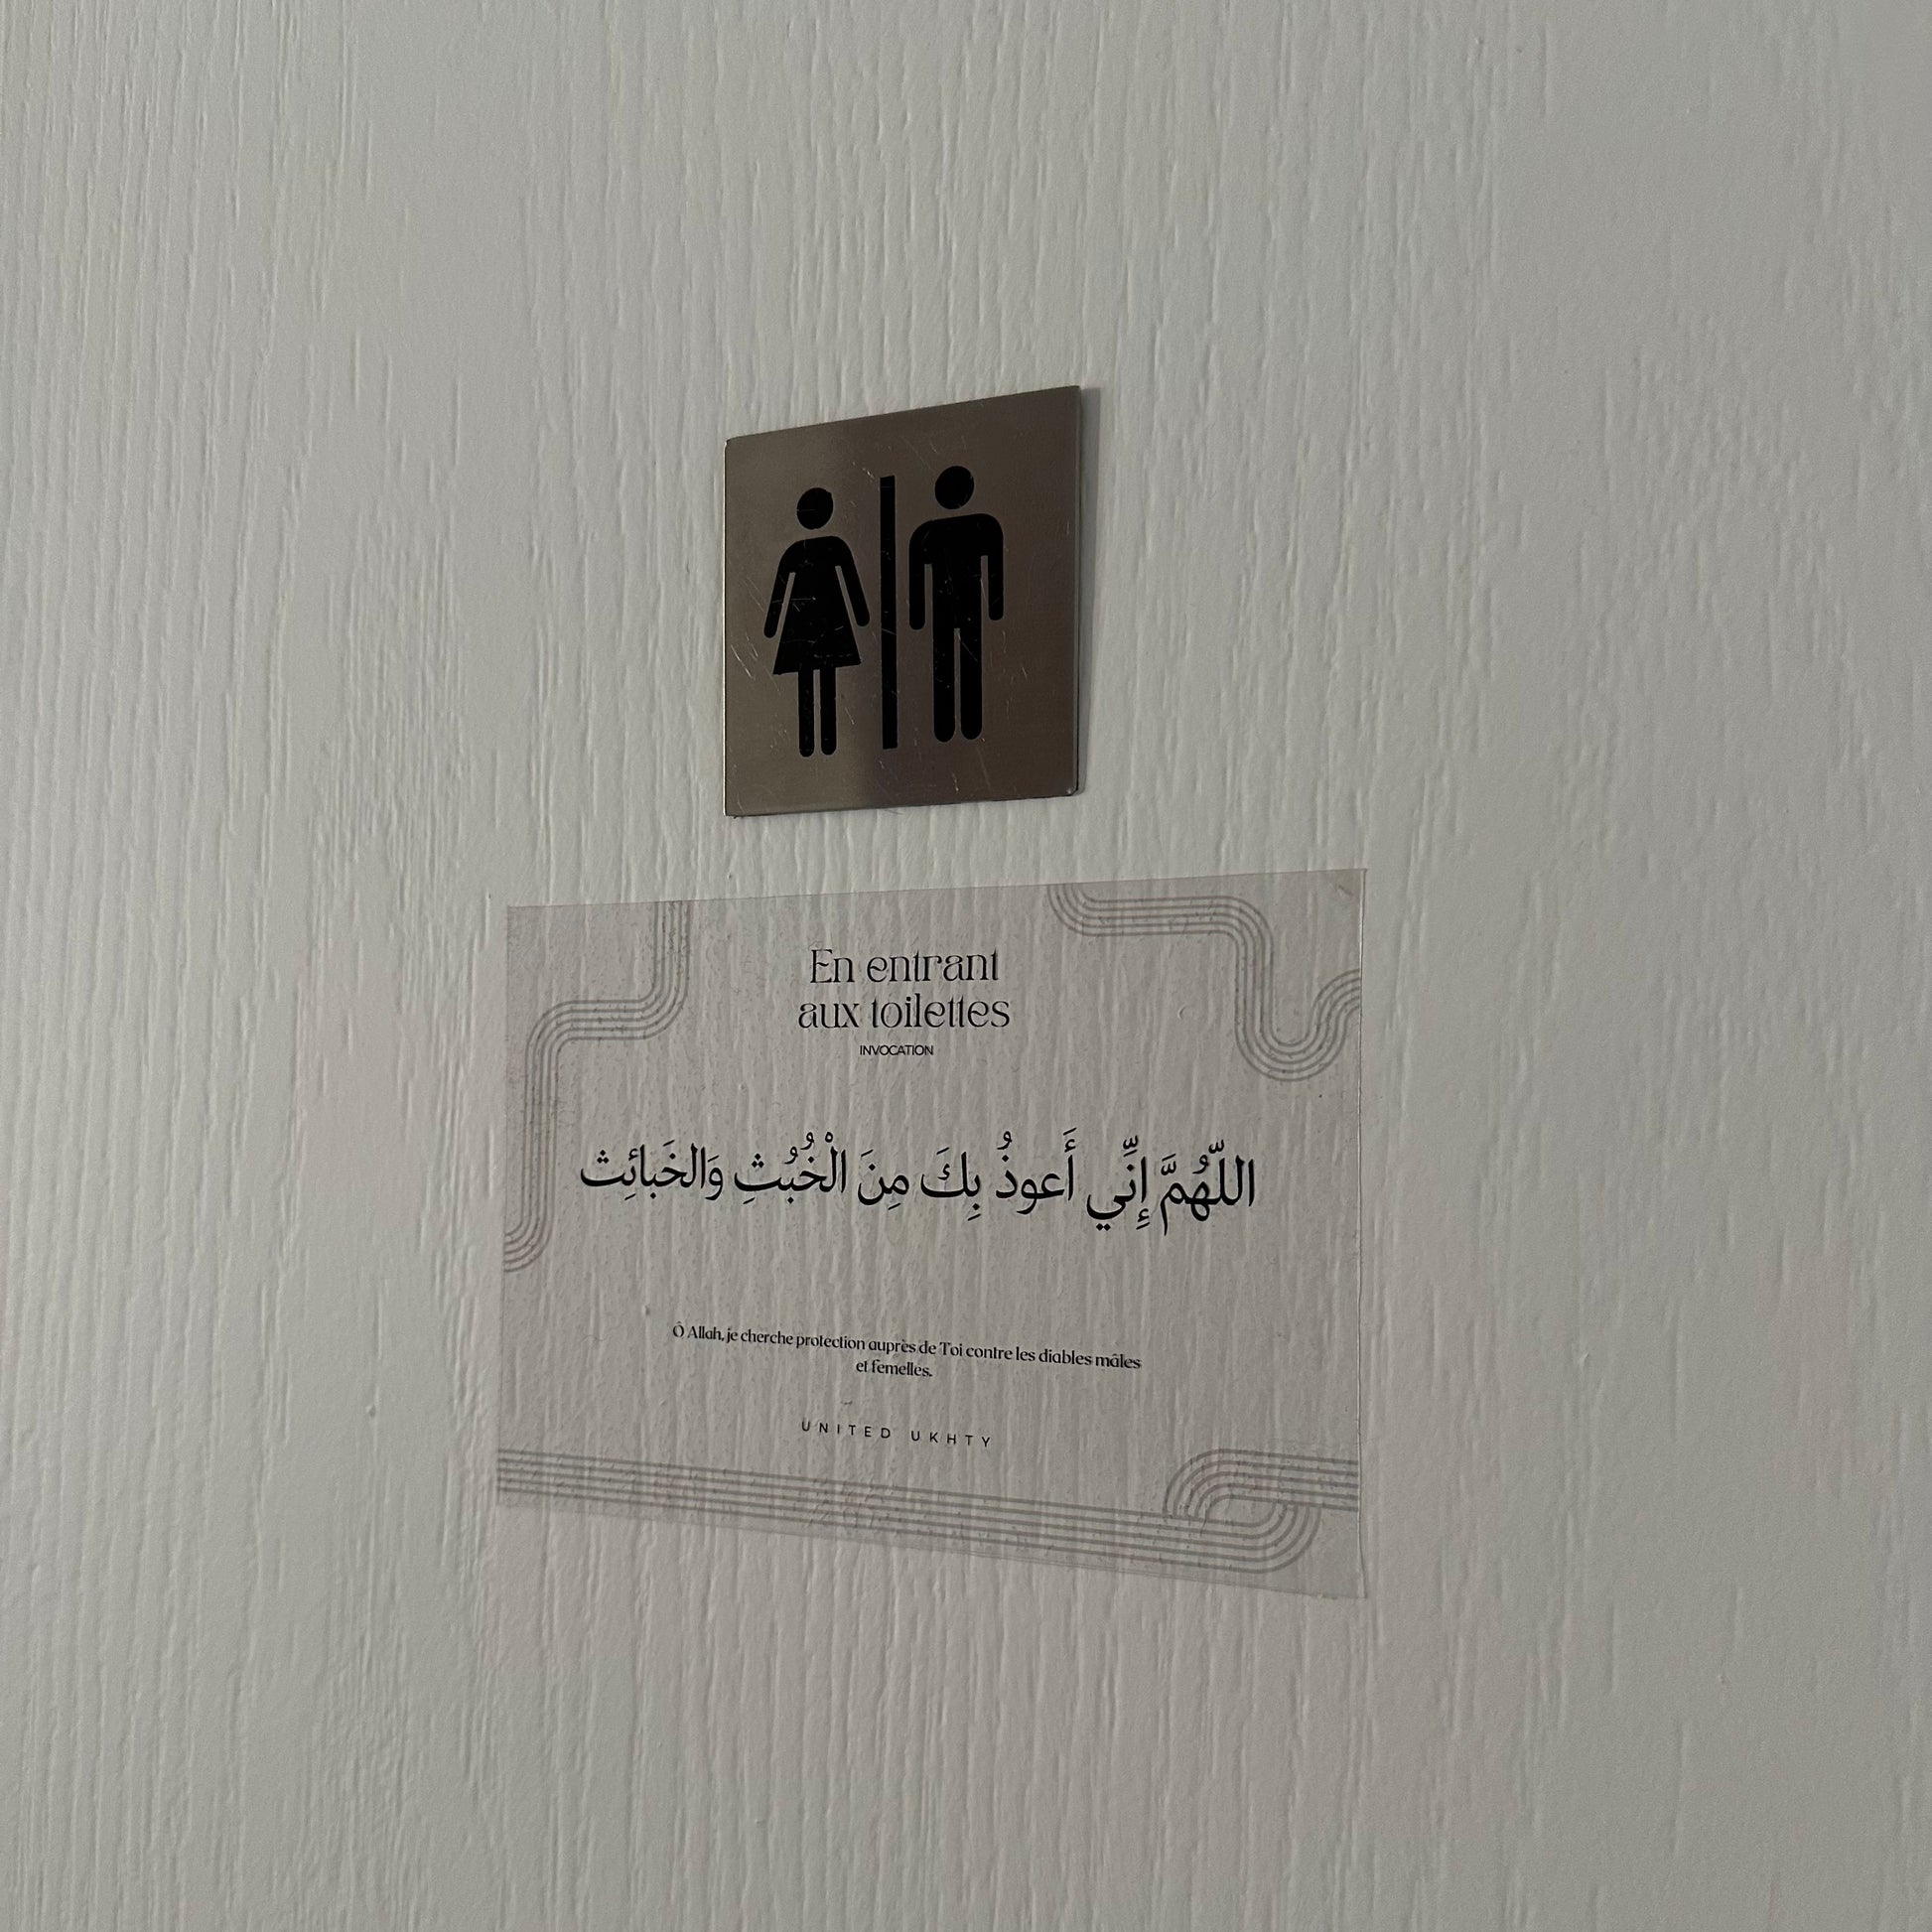 En entrant
aux toilettes
INVOCATION
اللّهُمَّ إِنِّي أَعوذُ بِكَ مِنَ الْخُبُثِ وَالخَبائِث
Ô Allah, je cherche protection auprès de Toi contre les diables mâles
et femelles.
UNITED UKHTY